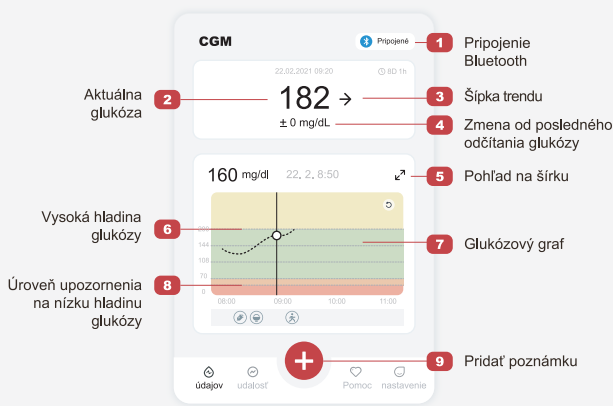 CGM
Pripojené
1
Pripojenie
Bluetooth
22.02.2021 09:20
8D 1h
Aktuálna
glukóza
2
182
3
Šípka trendu
± 0 mg/dL
4
Zmena od posledného
odčítania glukózy
160 mg/dl
22. 2. 8:50
5
Pohľad na šírku
Vysoká hladina
glukózy
6
200
144
108
70
0
7
Glukózový graf
Úroveň upozornenia
na nízku hladinu
glukózy
8
08:00
09:00
10:00
11:00
9
Pridať poznámku
údajov
udalosť
Pomoc
nastavenie